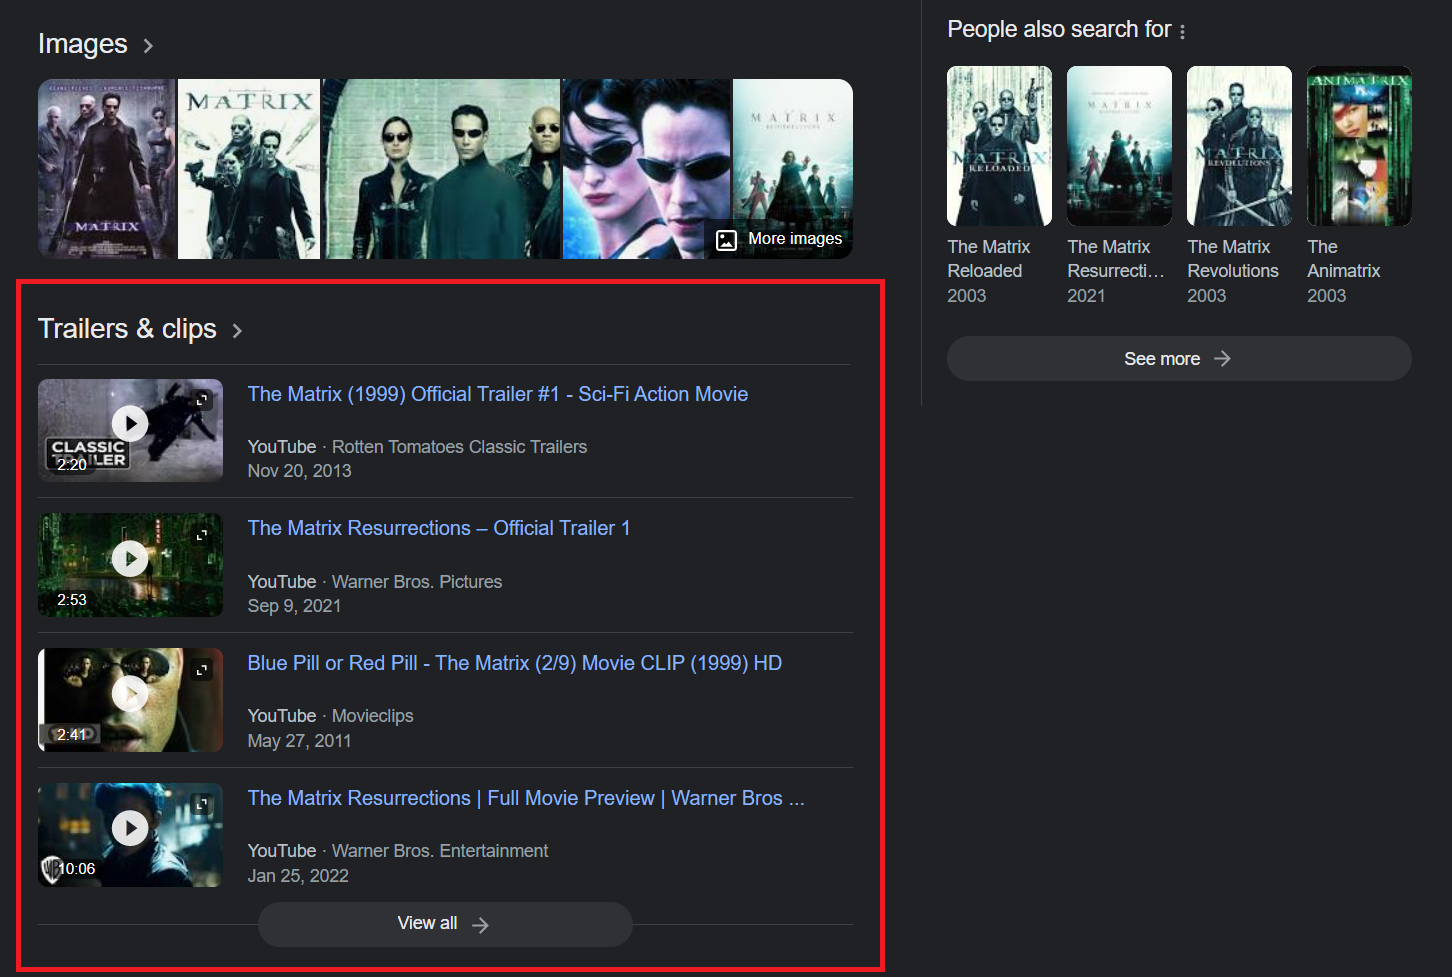 Images
KEANU REEVES LAURENCE FISHBURNE
MATRIX
MATRIX
MATRIX
More images
Trailers & clips
CLASSIC
TRAILER
2:20
The Matrix (1999) Official Trailer #1 - Sci-Fi Action Movie
YouTube · Rotten Tomatoes Classic Trailers
Nov 20, 2013
2:53
The Matrix Resurrections – Official Trailer 1
YouTube · Warner Bros. Pictures
Sep 9, 2021
2:41
Blue Pill or Red Pill - The Matrix (2/9) Movie CLIP (1999) HD
YouTube · Movieclips
May 27, 2011
WB
10:06
The Matrix Resurrections | Full Movie Preview | Warner Bros ...
YouTube · Warner Bros. Entertainment
Jan 25, 2022
View all
People also search for
MATRIX
RELOADED
MATRIX
MATRIX
REVOLUTIONS
ANIMATRIX
The Matrix
Reloaded
2003
The Matrix
Resurrecti...
2021
The Matrix
Revolutions
2003
The
Animatrix
2003
See more